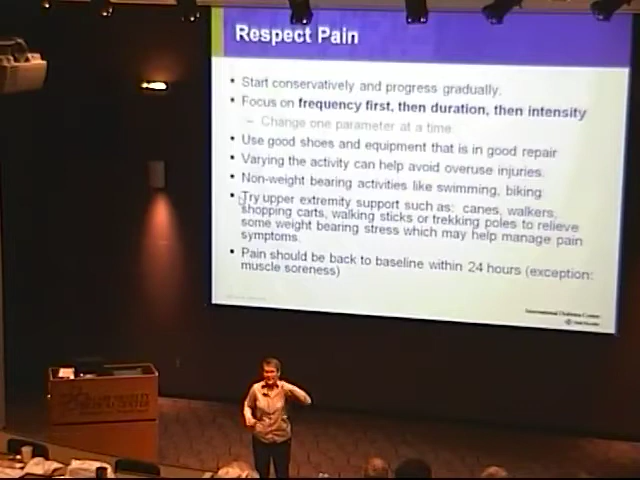 Respect Pain
• Start conservatively and progress gradually.
• Focus on frequency first, then duration, then intensity
– Change one parameter at a time
• Use good shoes and equipment that is in good repair
• Varying the activity can help avoid overuse injuries.
• Non-weight bearing activities like swimming, biking
• Try upper extremity support such as: canes, walkers,
shopping carts, walking sticks or trekking poles to relieve
some weight bearing stress which may help manage pain
symptoms.
• Pain should be back to baseline within 24 hours (exception:
muscle soreness)
International Diabetes Center